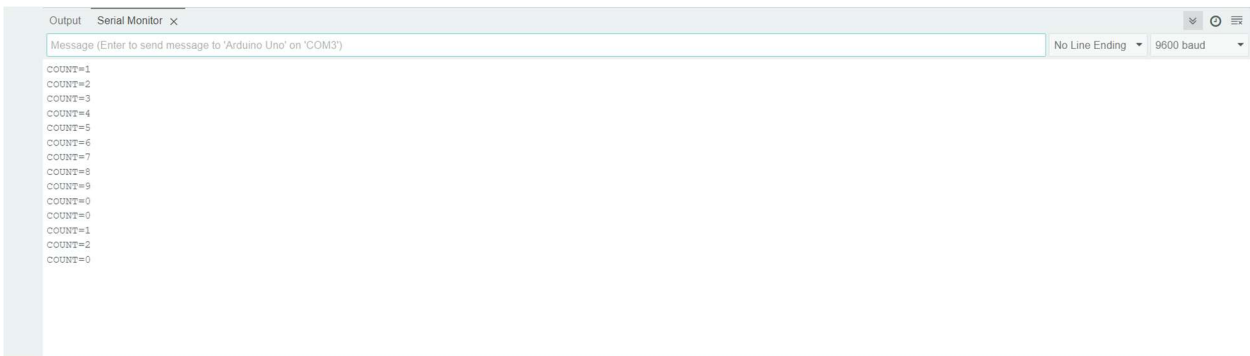 Output Serial Monitor ×
Message (Enter to send message to 'Arduino Uno' on 'COM3') No Line Ending 9600 baud
COUNT=1
COUNT=2
COUNT=3
COUNT=4
COUNT=5
COUNT=6
COUNT=7
COUNT=8
COUNT=9
COUNT=0
COUNT=0
COUNT=1
COUNT=2
COUNT=0